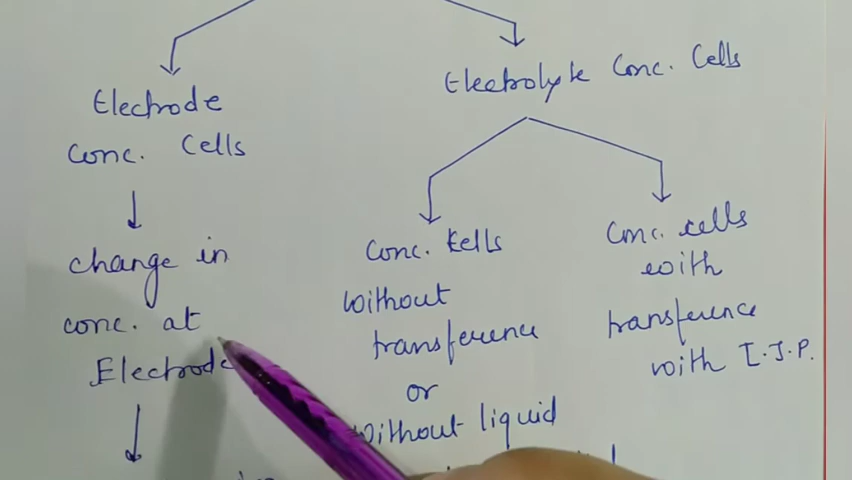 Electrode
Conc. Cells
change in
conc. at
Electrode
Electrolyte Conc. Cells
Conc. Cells
without
transference
or
without liquid
Conc. cells
with
transference
with I.J.P.